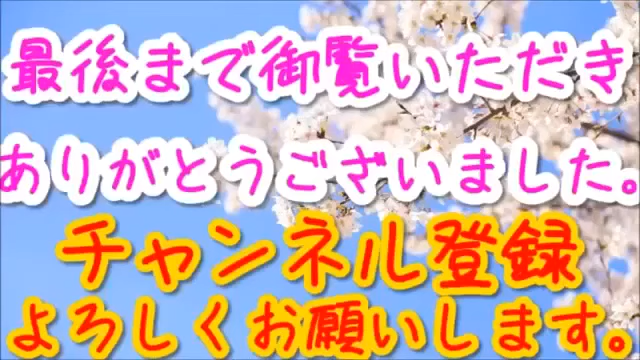 最後まで御覧いただき
ありがとうございました。
チャンネル登録
よろしくお願いします。